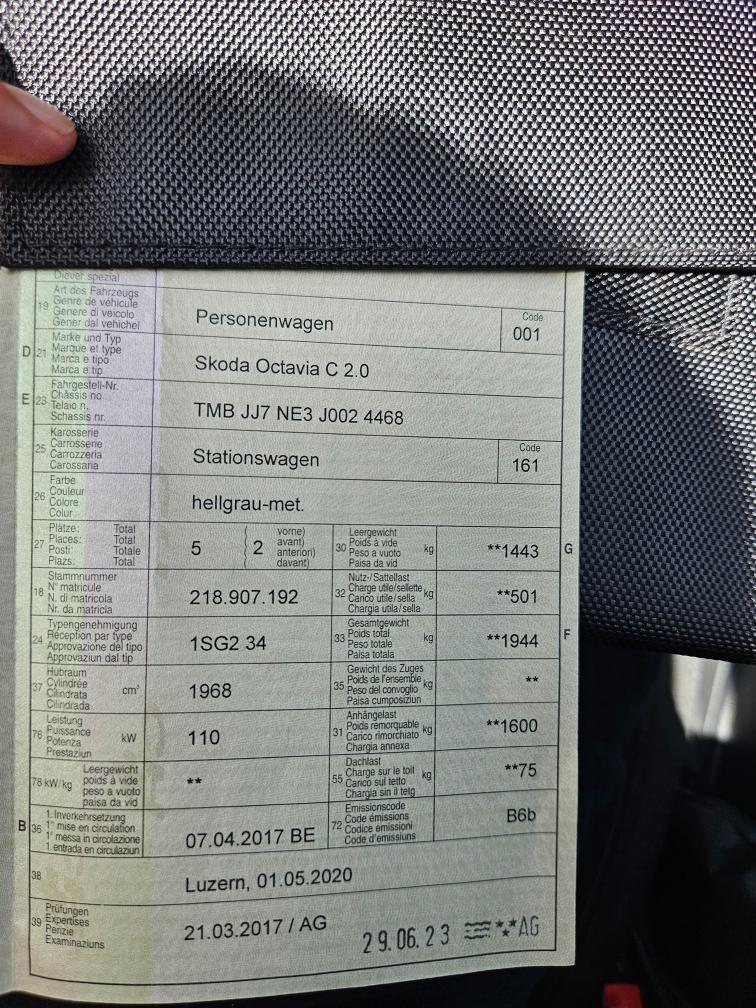 Diever spezial
19 Art des Fahrzeugs
Genre de véhicule
Genere di veicolo
Gener dal vehichel
Personenwagen
Code
001
D 21 Marke und Typ
Marque et type
Marca e tipo
Marca e tip
Skoda Octavia C 2.0
E 23 Fahrgestell-Nr.
Châssis no
Telaio n.
Schassis nr.
TMB JJ7 NE3 J002 4468
25 Karosserie
Carrosserie
Carrozzeria
Carossaria
Stationswagen
Code
161
26 Farbe
Couleur
Colore
Colur
hellgrau-met.
27 Plätze: Total
Places: Total
Posti: Totale
Plazs: Total
5
2
vorne)
avant)
anteriori)
davant)
30 Leergewicht
Poids à vide
Peso a vuoto
Paisa da vid
kg
**1443
G
18 Stammnummer
N° matricule
N. di matricola
Nr. da matricla
218.907.192
32 Nutz-/Sattellast
Charge utile/sellette
Carico utile/sella
Chargia utila/sella
kg
**501
24 Typengenehmigung
Réception par type
Approvazione del tipo
Approvaziun dal tip
1SG2 34
33 Gesamtgewicht
Poids total
Peso totale
Paisa totala
kg
**1944
F
37 Hubraum
Cylindrée
Cilindrata
Cilindrada
cm³
1968
35 Gewicht des Zuges
Poids de l'ensemble
Peso del convoglio
Paisa cumposiziun
kg
**
76 Leistung
Puissance
Potenza
Prestaziun
kW
110
31 Anhängelast
Poids remorquable
Carico rimorchiato
Chargia annexa
kg
**1600
78 kW/kg Leergewicht
poids à vide
peso a vuoto
paisa da vid
**
55 Dachlast
Charge sur le toit
Carico sul tetto
Chargia sin il tetg
kg
**75
B 36 1. Inverkehrsetzung
1re mise en circulation
1a messa in circolazione
1. entrada en circulaziun
07.04.2017 BE
72 Emissionscode
Code émissions
Codice emissioni
Code d'emissiuns
B6b
38
Luzern, 01.05.2020
39 Prüfungen
Expertises
Perizie
Examinaziuns
21.03.2017 / AG
29.06.23 AG